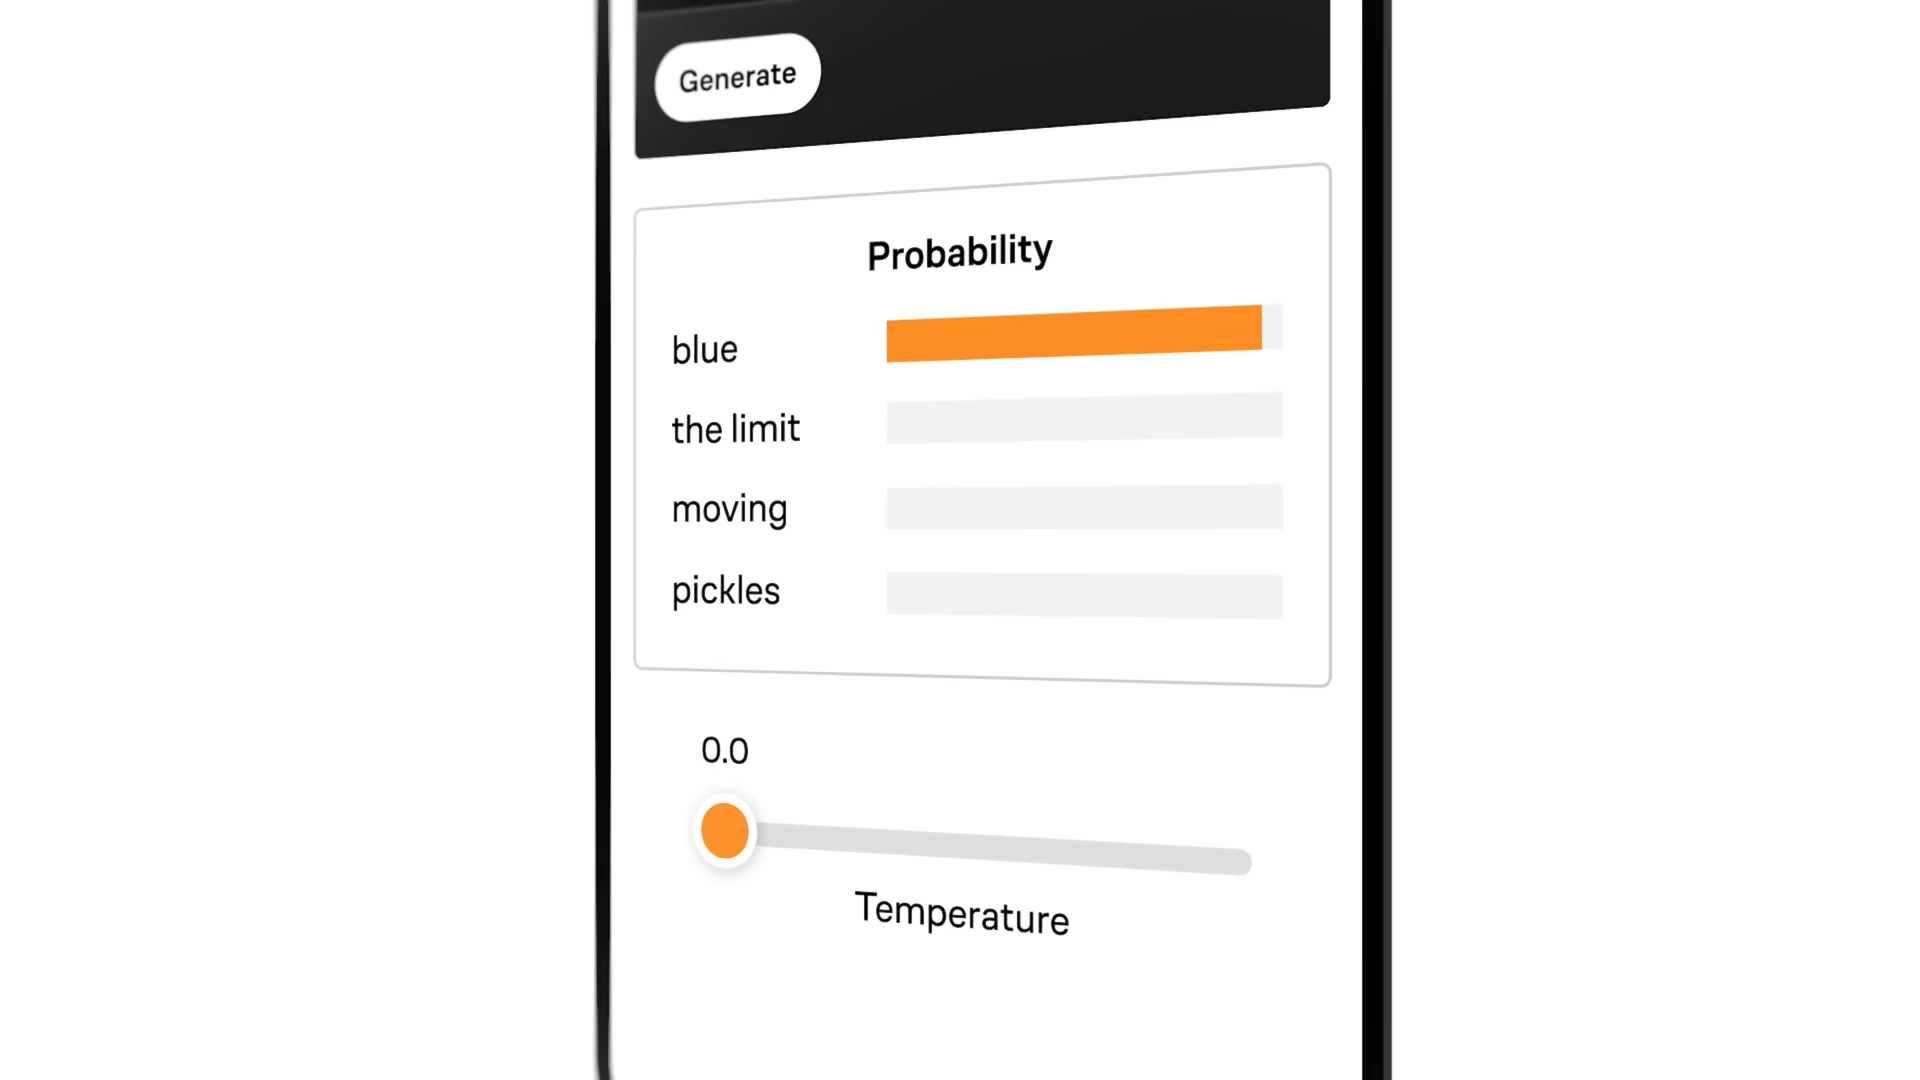 Generate
Probability
blue
the limit
moving
pickles
0.0
Temperature